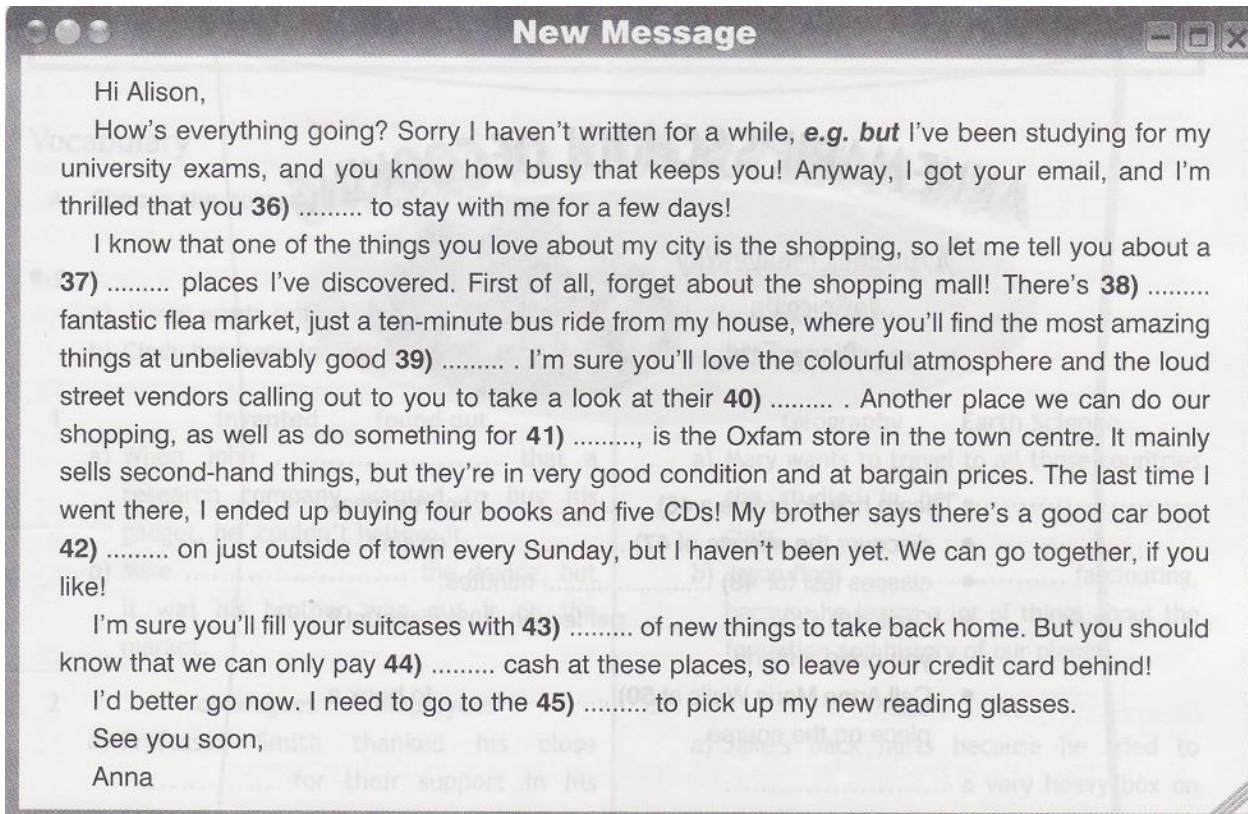 New Message
Hi Alison,
How's everything going? Sorry I haven't written for a while, e.g. but I've been studying for my
university exams, and you know how busy that keeps you! Anyway, I got your email, and I'm
thrilled that you 36) ......... to stay with me for a few days!
I know that one of the things you love about my city is the shopping, so let me tell you about a
37) ......... places I've discovered. First of all, forget about the shopping mall! There's 38) .........
fantastic flea market, just a ten-minute bus ride from my house, where you'll find the most amazing
things at unbelievably good 39) ......... . I'm sure you'll love the colourful atmosphere and the loud
street vendors calling out to you to take a look at their 40) ......... . Another place we can do our
shopping, as well as do something for 41) ........., is the Oxfam store in the town centre. It mainly
sells second-hand things, but they're in very good condition and at bargain prices. The last time I
went there, I ended up buying four books and five CDs! My brother says there's a good car boot
42) ......... on just outside of town every Sunday, but I haven't been yet. We can go together, if you
like!
I'm sure you'll fill your suitcases with 43) ......... of new things to take back home. But you should
know that we can only pay 44) ......... cash at these places, so leave your credit card behind!
I'd better go now. I need to go to the 45) ......... to pick up my new reading glasses.
See you soon,
Anna